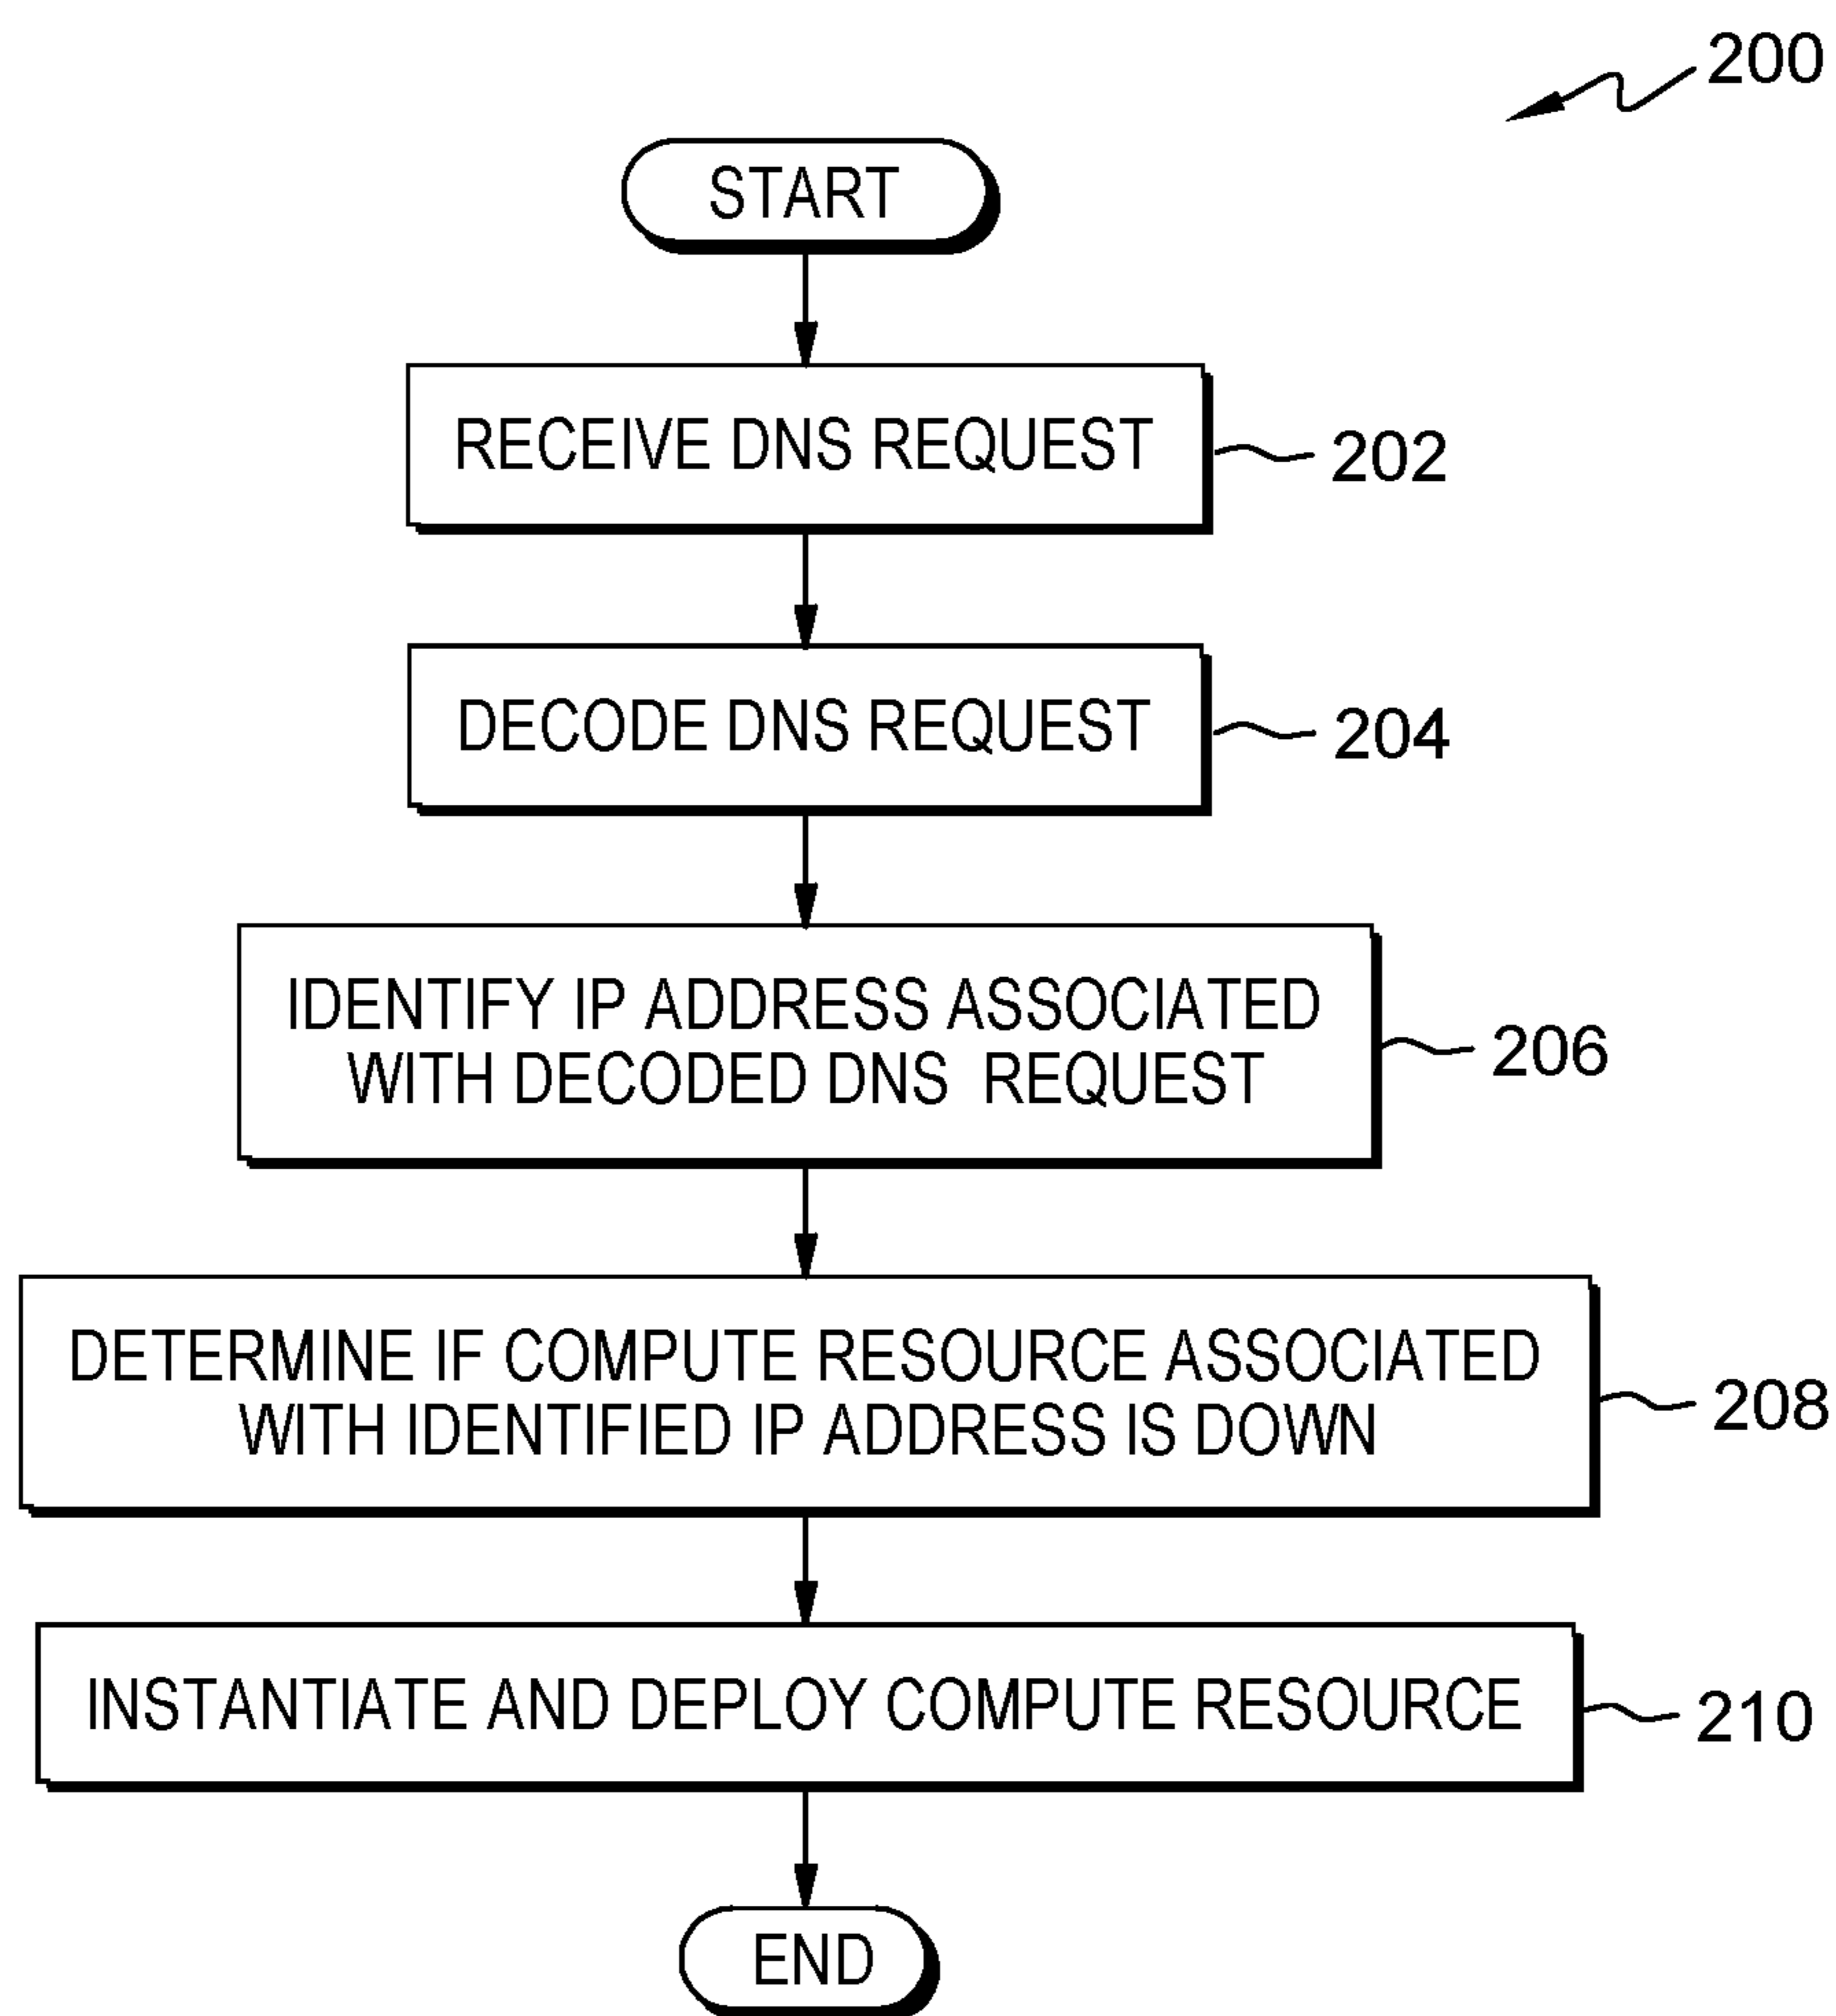 200
START
RECEIVE DNS REQUEST
202
DECODE DNS REQUEST
204
IDENTIFY IP ADDRESS ASSOCIATED
WITH DECODED DNS REQUEST
206
DETERMINE IF COMPUTE RESOURCE ASSOCIATED
WITH IDENTIFIED IP ADDRESS IS DOWN
208
INSTANTIATE AND DEPLOY COMPUTE RESOURCE
210
END